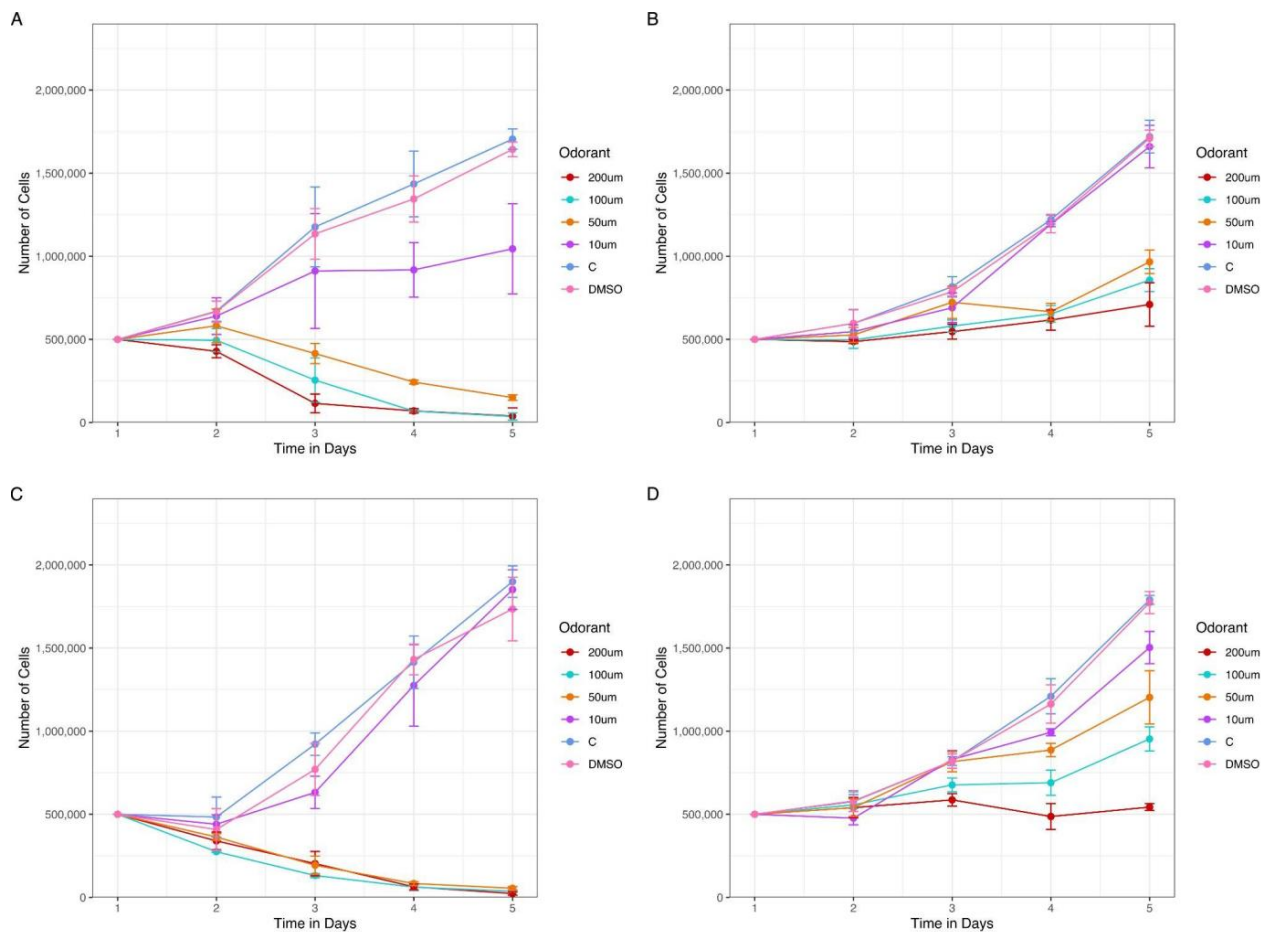 A
2,000,000
1,500,000
1,000,000
500,000
0
Number of Cells
1 2 3 4 5
Time in Days
Odorant
200um
100um
50um
10um
C
DMSO
B
2,000,000
1,500,000
1,000,000
500,000
0
Number of Cells
1 2 3 4 5
Time in Days
Odorant
200um
100um
50um
10um
C
DMSO
C
2,000,000
1,500,000
1,000,000
500,000
0
Number of Cells
1 2 3 4 5
Time in Days
Odorant
200um
100um
50um
10um
C
DMSO
D
2,000,000
1,500,000
1,000,000
500,000
0
Number of Cells
1 2 3 4 5
Time in Days
Odorant
200um
100um
50um
10um
C
DMSO